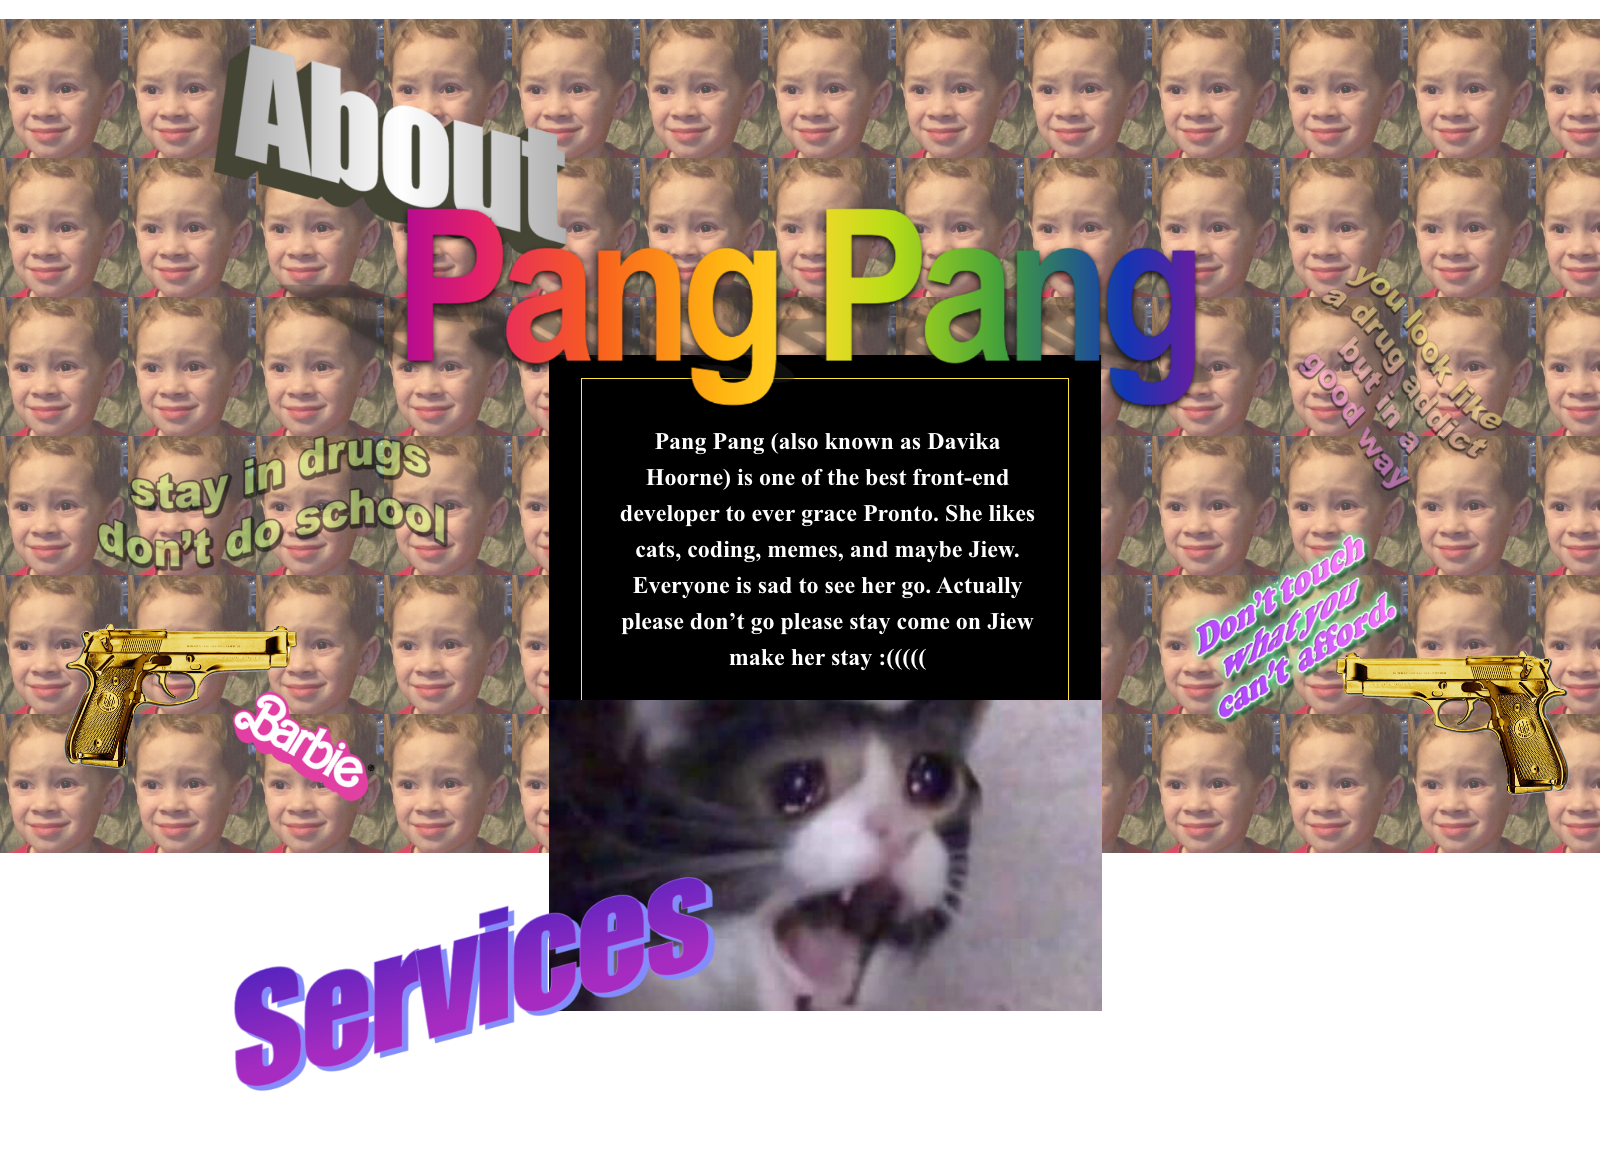 About
Pang Pang
you look like
a drug addict
but in a
good way
Pang Pang (also known as Davika
Hoorne) is one of the best front-end
developer to ever grace Pronto. She likes
cats, coding, memes, and maybe Jiew.
Everyone is sad to see her go. Actually
please don’t go please stay come on Jiew
make her stay :(((((
stay in drugs
don't do school
Don't touch
what you
can't afford.
Barbie
Services